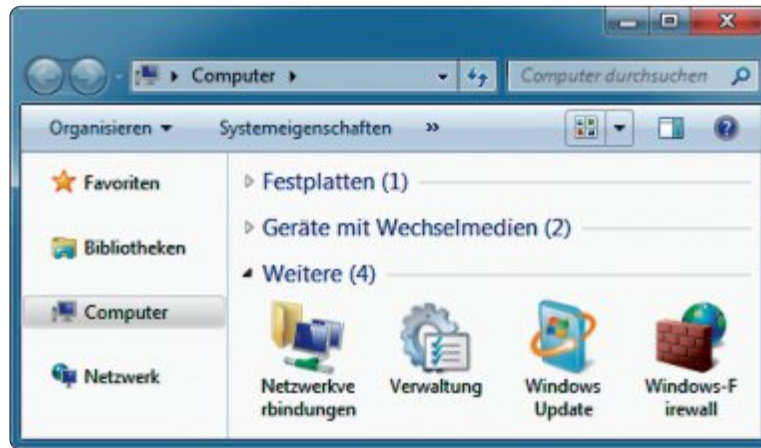 Computer
Computer durchsuchen
Organisieren
Systemeigenschaften
»
Favoriten
Bibliotheken
Computer
Netzwerk
Festplatten (1)
Geräte mit Wechselmedien (2)
Weitere (4)
Netzwerkve
rbindungen
Verwaltung
Windows
Update
Windows-F
irewall